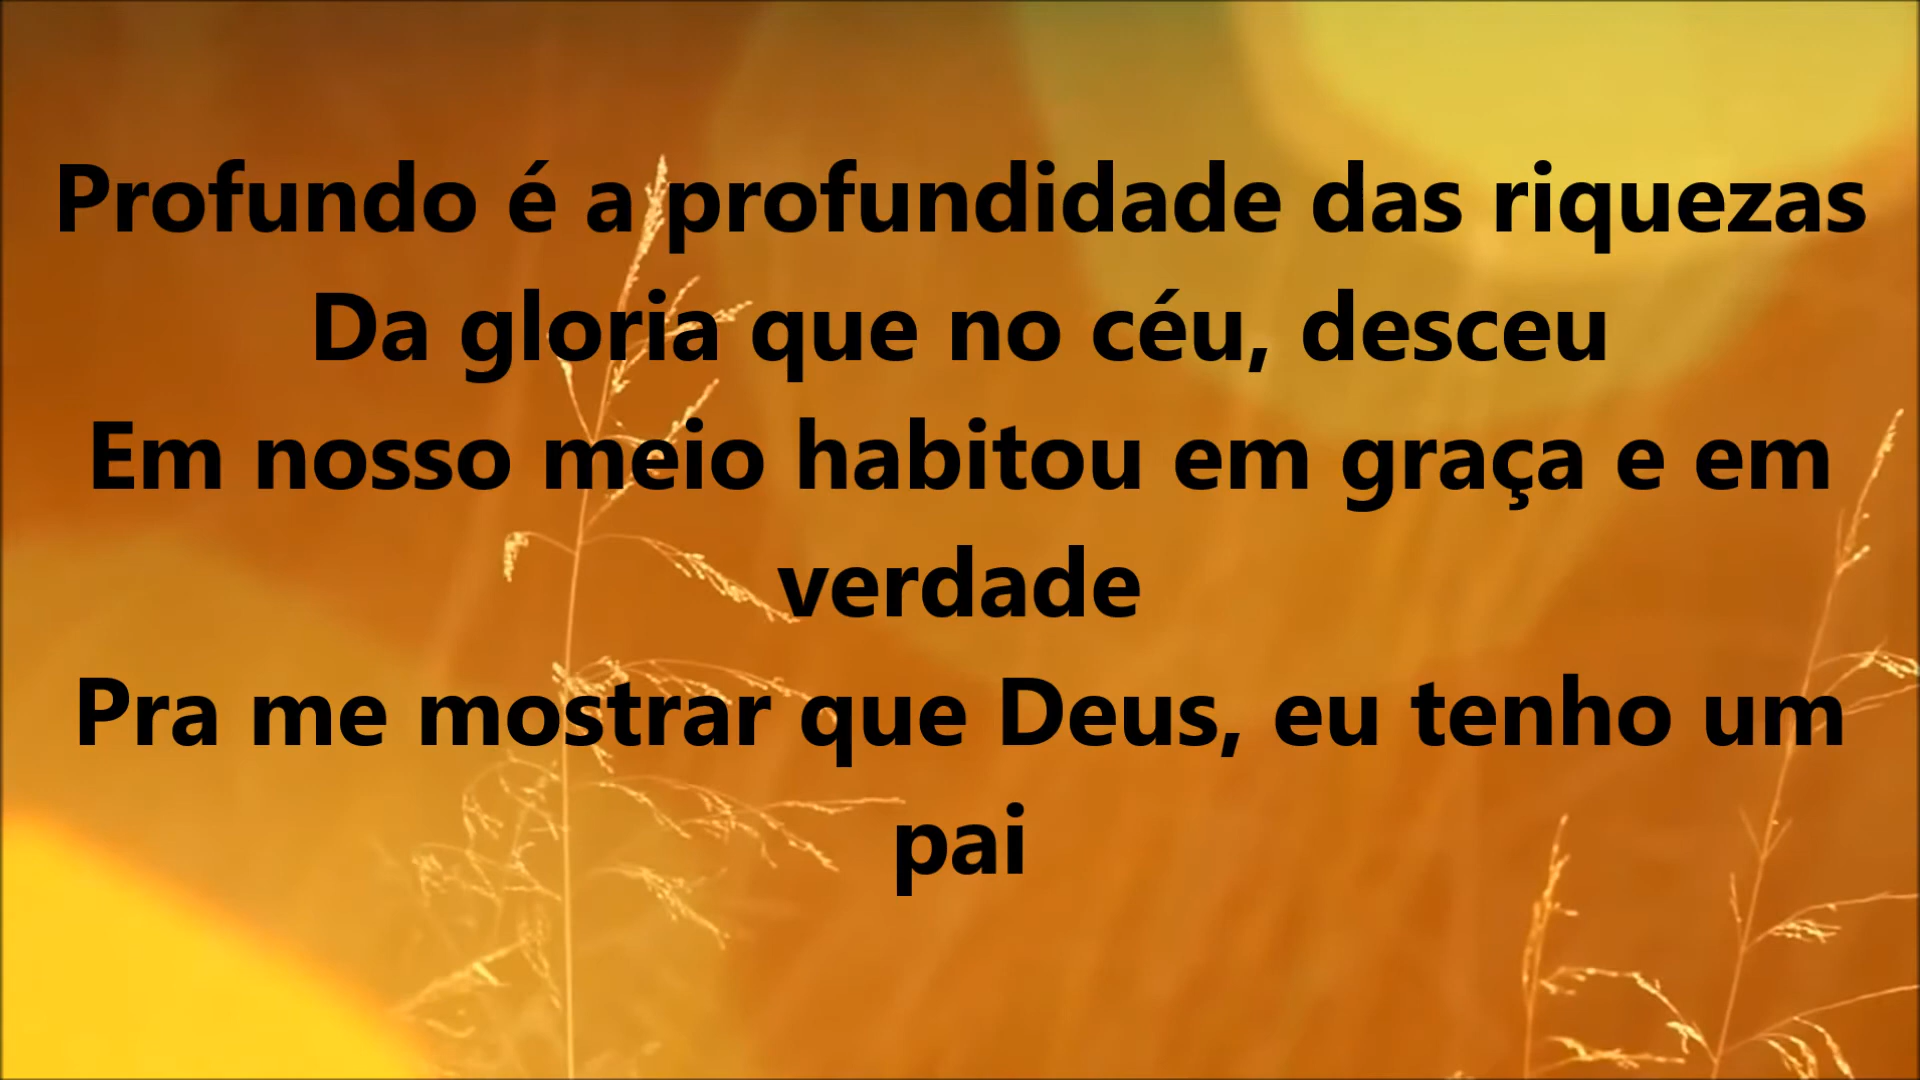 Profundo é a profundidade das riquezas
Da gloria que no céu, desceu
Em nosso meio habitou em graça e em
verdade
Pra me mostrar que Deus, eu tenho um
pai